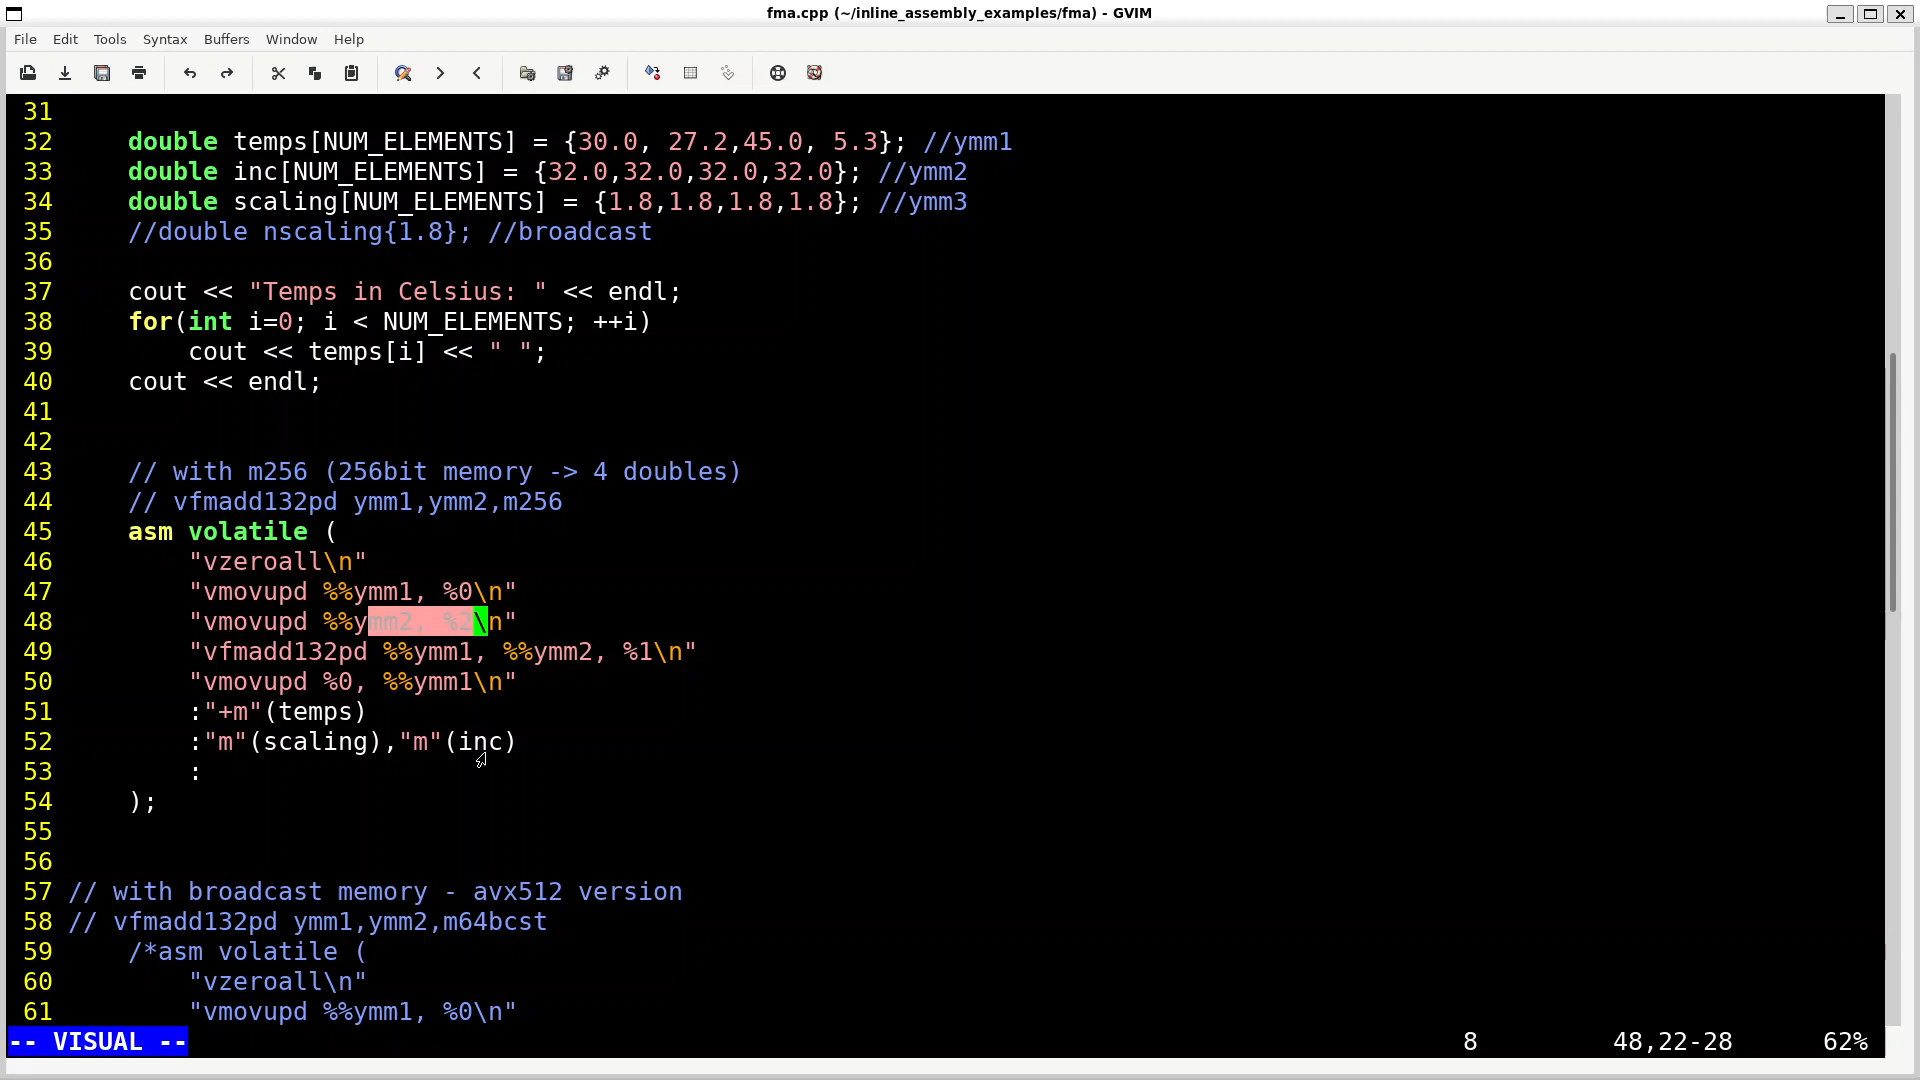 fma.cpp (~/inline_assembly_examples/fma) - GVIM
File Edit Tools Syntax Buffers Window Help
31
32     double temps[NUM_ELEMENTS] = {30.0, 27.2,45.0, 5.3}; //ymm1
33     double inc[NUM_ELEMENTS] = {32.0,32.0,32.0,32.0}; //ymm2
34     double scaling[NUM_ELEMENTS] = {1.8,1.8,1.8,1.8}; //ymm3
35     //double nscaling{1.8}; //broadcast
36
37     cout << "Temps in Celsius: " << endl;
38     for(int i=0; i < NUM_ELEMENTS; ++i)
39         cout << temps[i] << " ";
40     cout << endl;
41
42
43     // with m256 (256bit memory -> 4 doubles)
44     // vfmadd132pd ymm1,ymm2,m256
45     asm volatile (
46         "vzeroall\n"
47         "vmovupd %%ymm1, %0\n"
48         "vmovupd %%ymm2, %2\n"
49         "vfmadd132pd %%ymm1, %%ymm2, %1\n"
50         "vmovupd %0, %%ymm1\n"
51         :"+m"(temps)
52         :"m"(scaling),"m"(inc)
53         :
54     );
55
56
57 // with broadcast memory - avx512 version
58 // vfmadd132pd ymm1,ymm2,m64bcst
59     /*asm volatile (
60         "vzeroall\n"
61         "vmovupd %%ymm1, %0\n"
-- VISUAL -- 8 48,22-28 62%